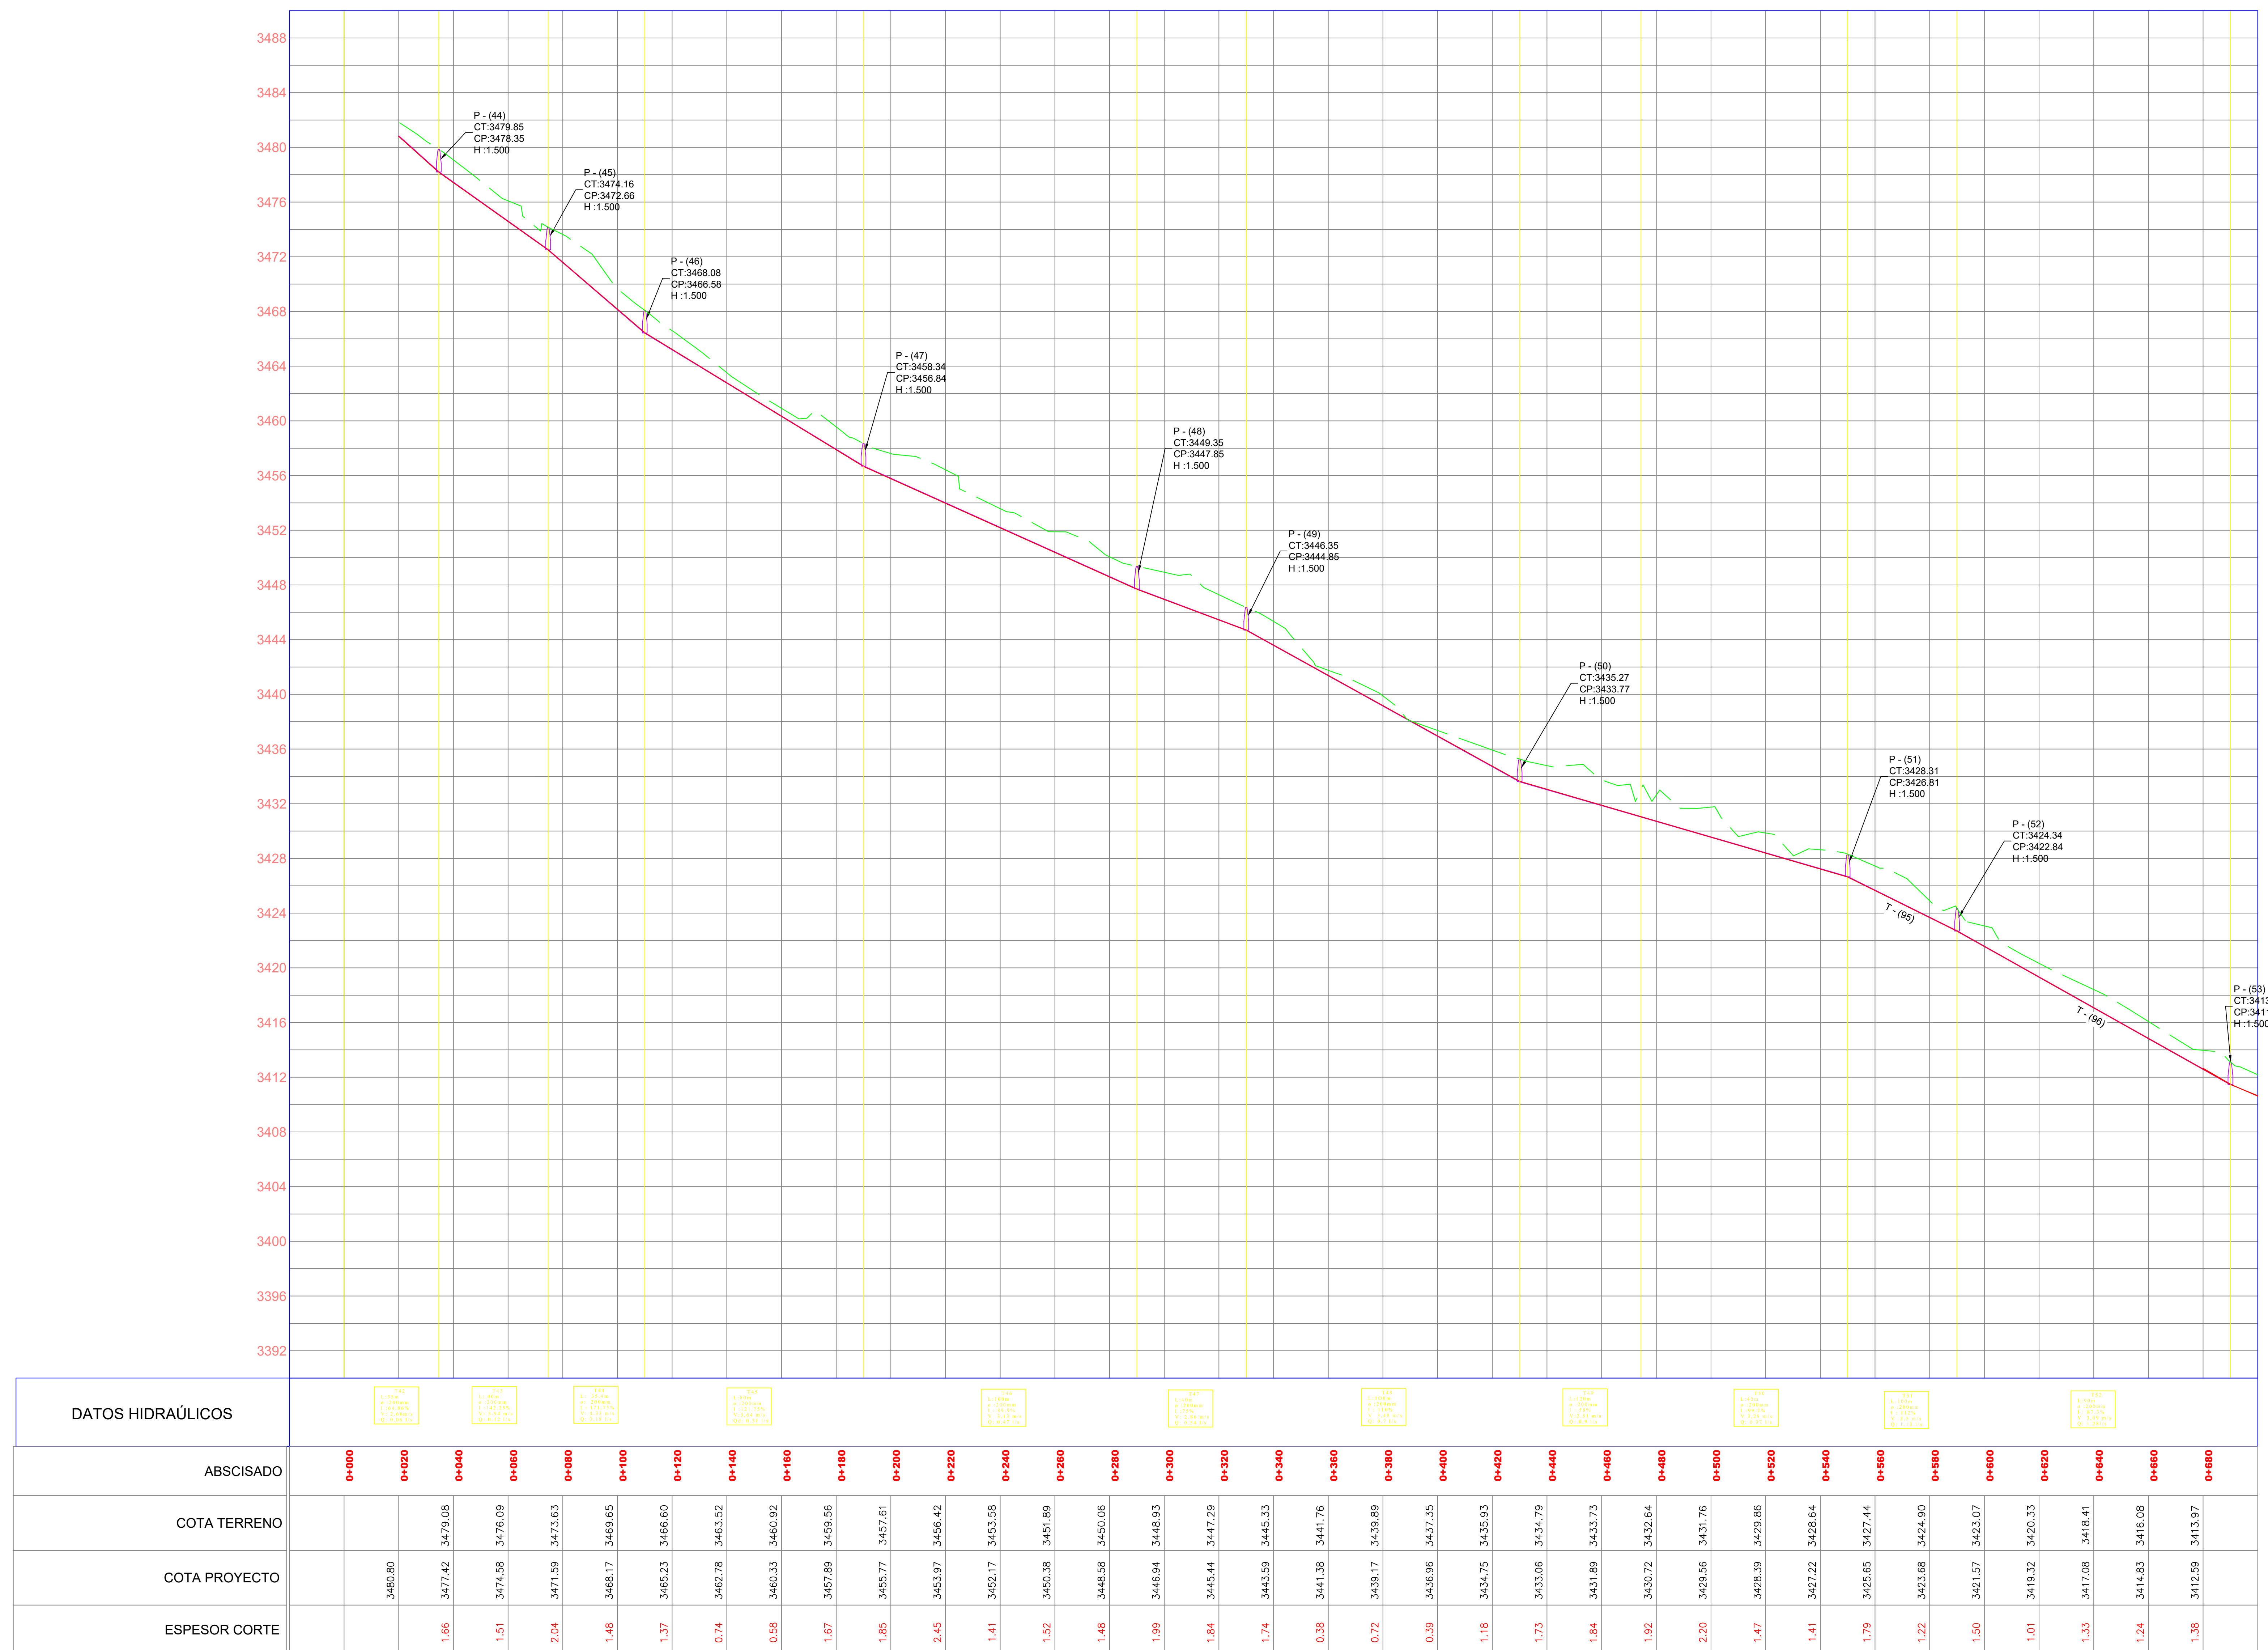 3488
3484
3480
3476
3472
3468
3464
3460
3456
3452
3448
3444
3440
3436
3432
3428
3424
3420
3416
3412
3408
3404
3400
3396
3392
P - (44)
CT:3479.85
CP:3478.35
H :1.500
P - (45)
CT:3474.16
CP:3472.66
H :1.500
P - (46)
CT:3468.08
CP:3466.58
H :1.500
P - (47)
CT:3458.34
CP:3456.84
H :1.500
P - (48)
CT:3449.35
CP:3447.85
H :1.500
P - (49)
CT:3446.35
CP:3444.85
H :1.500
P - (50)
CT:3435.27
CP:3433.77
H :1.500
P - (51)
CT:3428.31
CP:3426.81
H :1.500
P - (52)
CT:3424.34
CP:3422.84
H :1.500
P - (53)
CT:3413
CP:341
H :1.500
T - (95)
T - (96)
DATOS HIDRAÚLICOS
ABSCISADO 0+000 0+020 0+040 0+060 0+080 0+100 0+120 0+140 0+160 0+180 0+200 0+220 0+240 0+260 0+280 0+300 0+320 0+340 0+360 0+380 0+400 0+420 0+440 0+460 0+480 0+500 0+520 0+540 0+560 0+580 0+600 0+620 0+640 0+660 0+680
COTA TERRENO 3479.08 3476.09 3473.63 3469.65 3466.60 3463.52 3460.92 3459.56 3457.61 3456.42 3453.58 3451.89 3450.06 3448.93 3447.29 3445.33 3441.76 3439.89 3437.35 3435.93 3434.79 3433.73 3432.64 3431.76 3429.86 3428.64 3427.44 3424.90 3423.07 3420.33 3418.41 3416.08 3413.97
COTA PROYECTO 3480.80 3477.42 3474.58 3471.59 3468.17 3465.23 3462.78 3460.33 3457.89 3455.77 3453.97 3452.17 3450.38 3448.58 3446.94 3445.44 3443.59 3441.38 3439.17 3436.96 3434.75 3433.06 3431.89 3430.72 3429.56 3428.39 3427.22 3425.65 3423.68 3421.57 3419.32 3417.08 3414.83 3412.59
ESPESOR CORTE 1.66 1.51 2.04 1.48 1.37 0.74 0.58 1.67 1.85 2.45 1.41 1.52 1.48 1.99 1.84 1.74 0.38 0.72 0.39 1.18 1.73 1.84 1.92 2.20 1.47 1.41 1.79 1.22 1.50 1.01 1.33 1.24 1.38